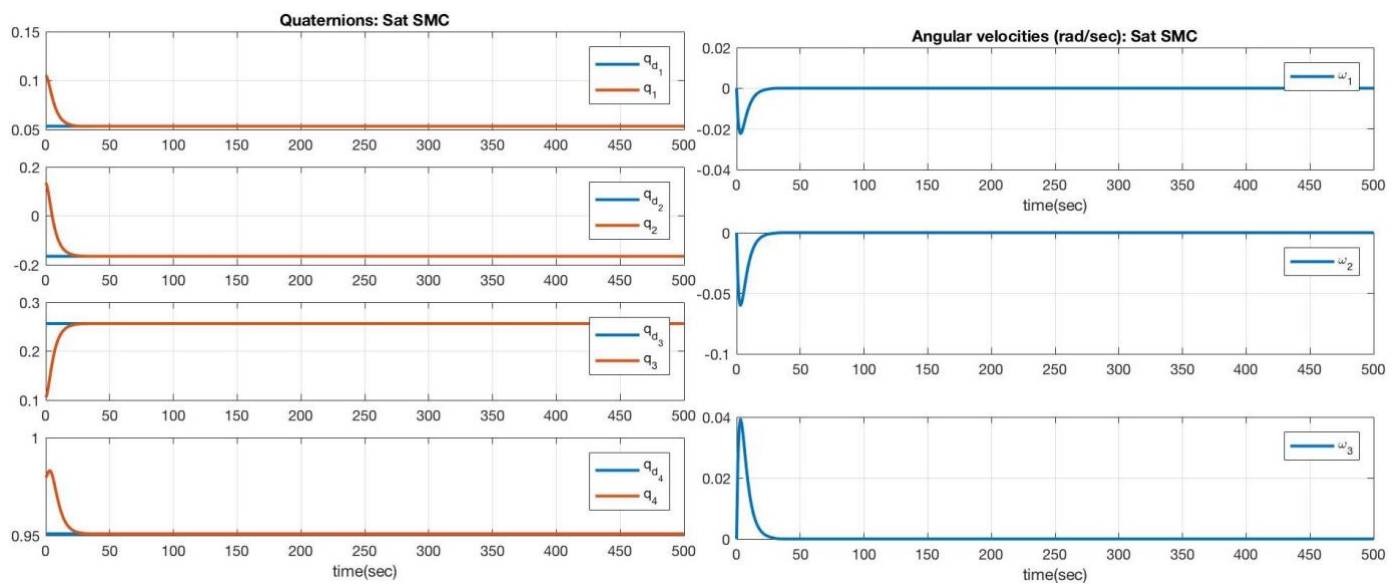 Quaternions: Sat SMC
0.15
0.1
0.05
q_d_1
q_1
0 50 100 150 200 250 300 350 400 450 500
0.2
0
-0.2
q_d_2
q_2
0 50 100 150 200 250 300 350 400 450 500
0.3
0.2
0.1
q_d_3
q_3
0 50 100 150 200 250 300 350 400 450 500
1
0.95
q_d_4
q_4
0 50 100 150 200 250 300 350 400 450 500
time(sec)
Angular velocities (rad/sec): Sat SMC
0.02
0
-0.02
-0.04
ω_1
0 50 100 150 200 250 300 350 400 450 500
time(sec)
0
-0.05
-0.1
ω_2
0 50 100 150 200 250 300 350 400 450 500
0.04
0.02
0
ω_3
0 50 100 150 200 250 300 350 400 450 500
time(sec)